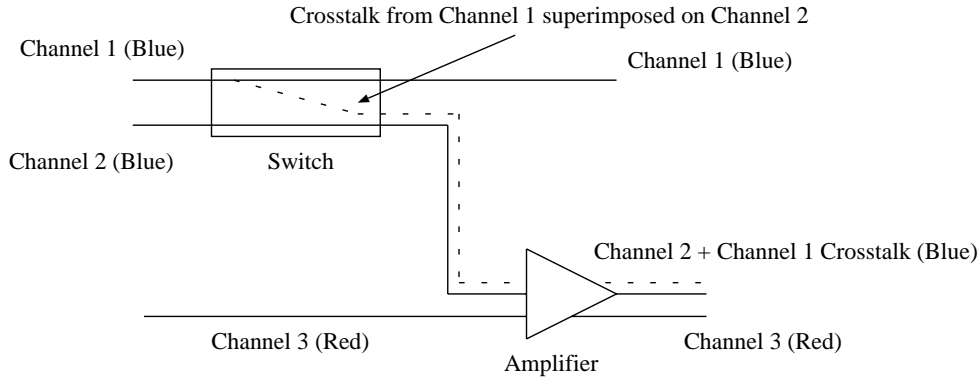 Crosstalk from Channel 1 superimposed on Channel 2
Channel 1 (Blue)
Channel 1 (Blue)
Channel 2 (Blue)
Switch
Channel 2 + Channel 1 Crosstalk (Blue)
Channel 3 (Red)
Channel 3 (Red)
Amplifier